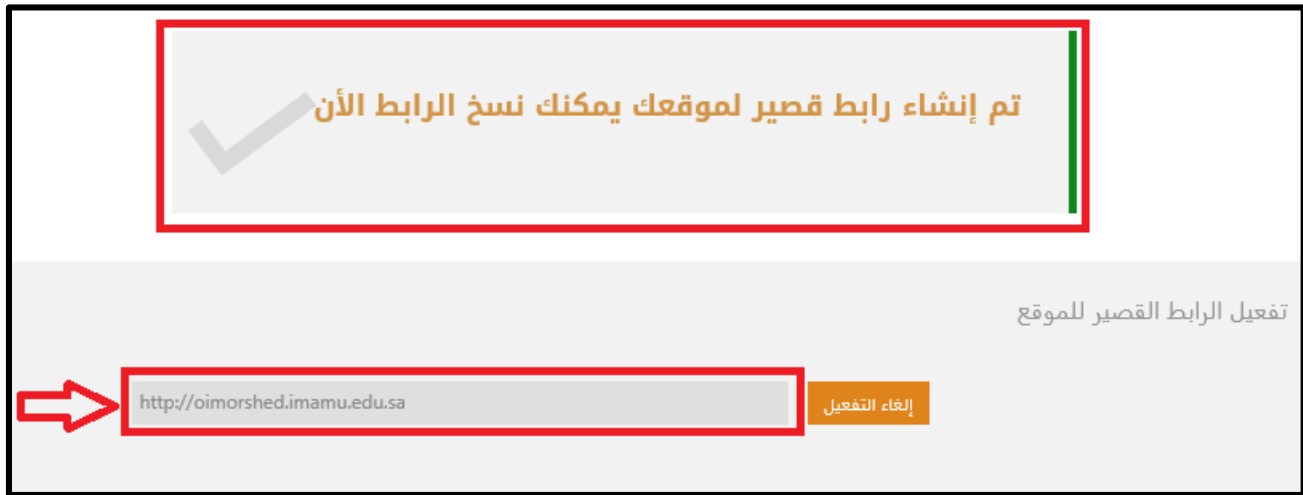 تم إنشاء رابط قصير لموقعك يمكنك نسخ الرابط الأن
تفعيل الرابط القصير للموقع
إلغاء التفعيل
http://oimorshed.imamu.edu.sa